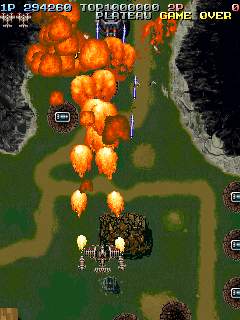 1P 294260 TOP1000000 2P 0
PLATEAU GAME OVER